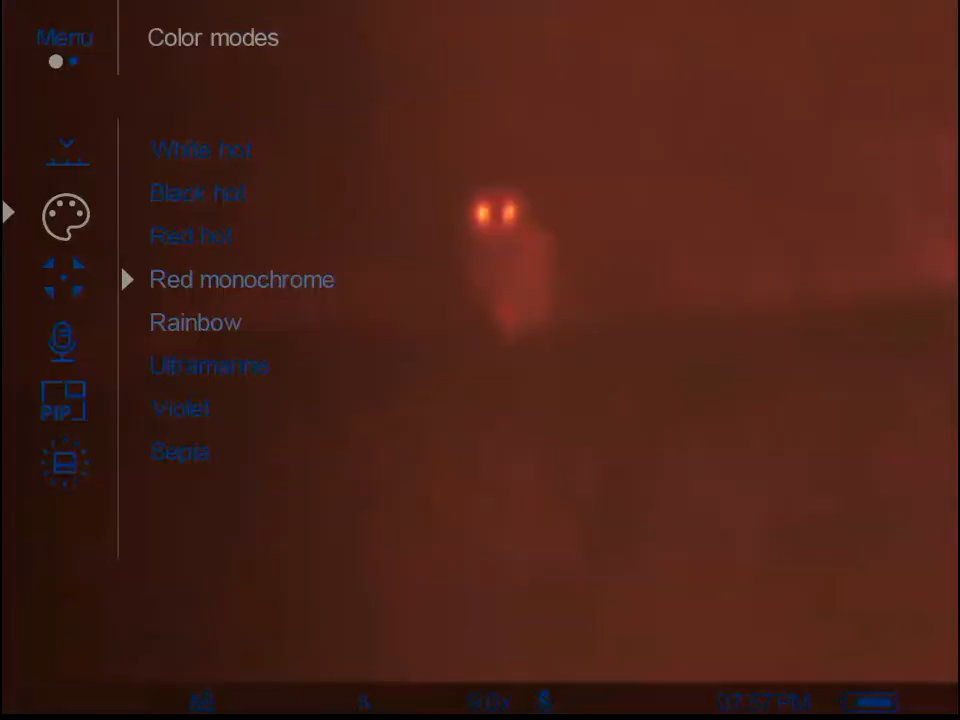 Menu
Color modes
White hot
Black hot
Red hot
Red monochrome
Rainbow
Ultramarine
Violet
Sepia
PIP